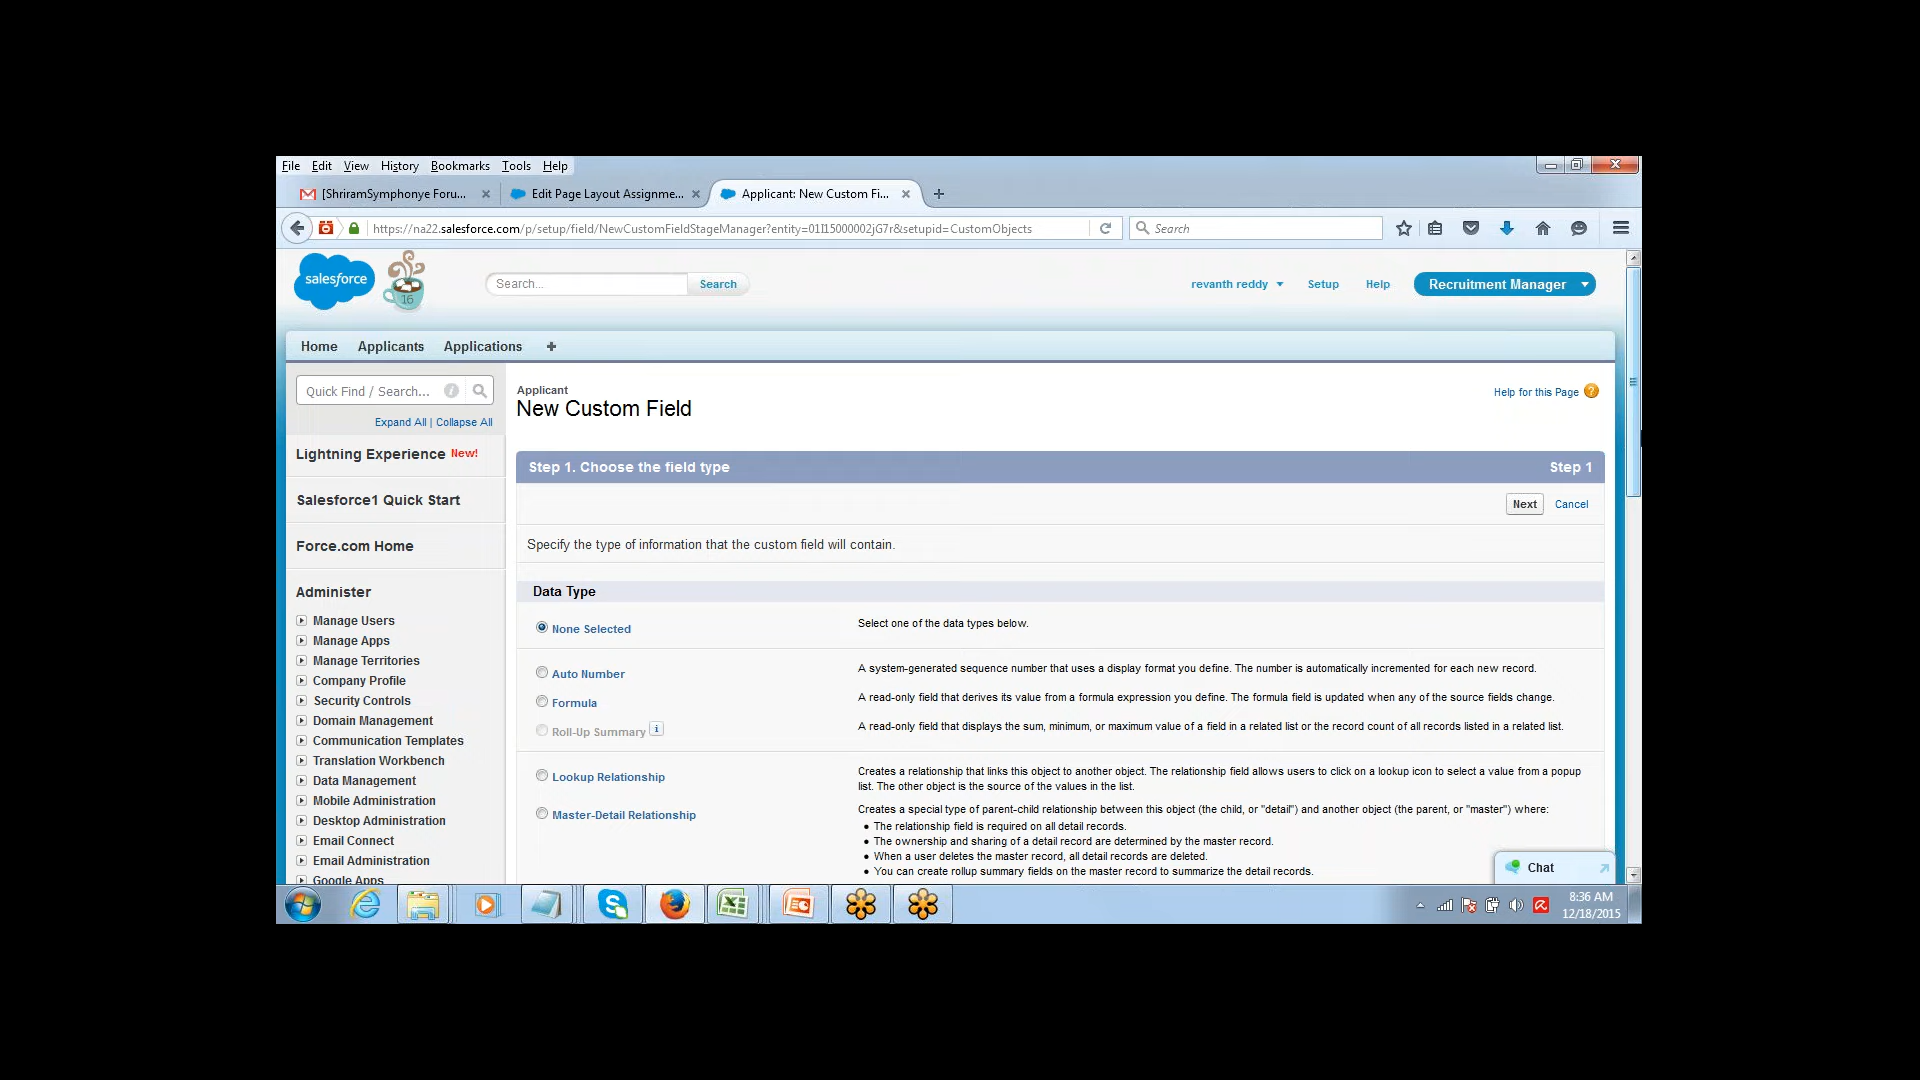 File Edit View History Bookmarks Tools Help
[ShriramSymphonye Foru...
Edit Page Layout Assignme...
Applicant: New Custom Fi...
https://na22.salesforce.com/p/setup/field/NewCustomFieldStageManager?entity=01I15000002jG7r&setupid=CustomObjects
Search
salesforce
16
Search...
Search
revanth reddy
Setup
Help
Recruitment Manager
Home
Applicants
Applications
Quick Find / Search...
Expand All | Collapse All
Lightning Experience New!
Salesforce1 Quick Start
Force.com Home
Administer
Manage Users
Manage Apps
Manage Territories
Company Profile
Security Controls
Domain Management
Communication Templates
Translation Workbench
Data Management
Mobile Administration
Desktop Administration
Email Connect
Email Administration
Google Apps
Applicant
New Custom Field
Help for this Page
Step 1. Choose the field type
Step 1
Next
Cancel
Specify the type of information that the custom field will contain.
Data Type
None Selected
Select one of the data types below.
Auto Number
A system-generated sequence number that uses a display format you define. The number is automatically incremented for each new record.
Formula
A read-only field that derives its value from a formula expression you define. The formula field is updated when any of the source fields change.
Roll-Up Summary
A read-only field that displays the sum, minimum, or maximum value of a field in a related list or the record count of all records listed in a related list.
Lookup Relationship
Creates a relationship that links this object to another object. The relationship field allows users to click on a lookup icon to select a value from a popup
list. The other object is the source of the values in the list.
Master-Detail Relationship
Creates a special type of parent-child relationship between this object (the child, or "detail") and another object (the parent, or "master") where:
• The relationship field is required on all detail records.
• The ownership and sharing of a detail record are determined by the master record.
• When a user deletes the master record, all detail records are deleted.
• You can create rollup summary fields on the master record to summarize the detail records.
Chat
8:36 AM
12/18/2015